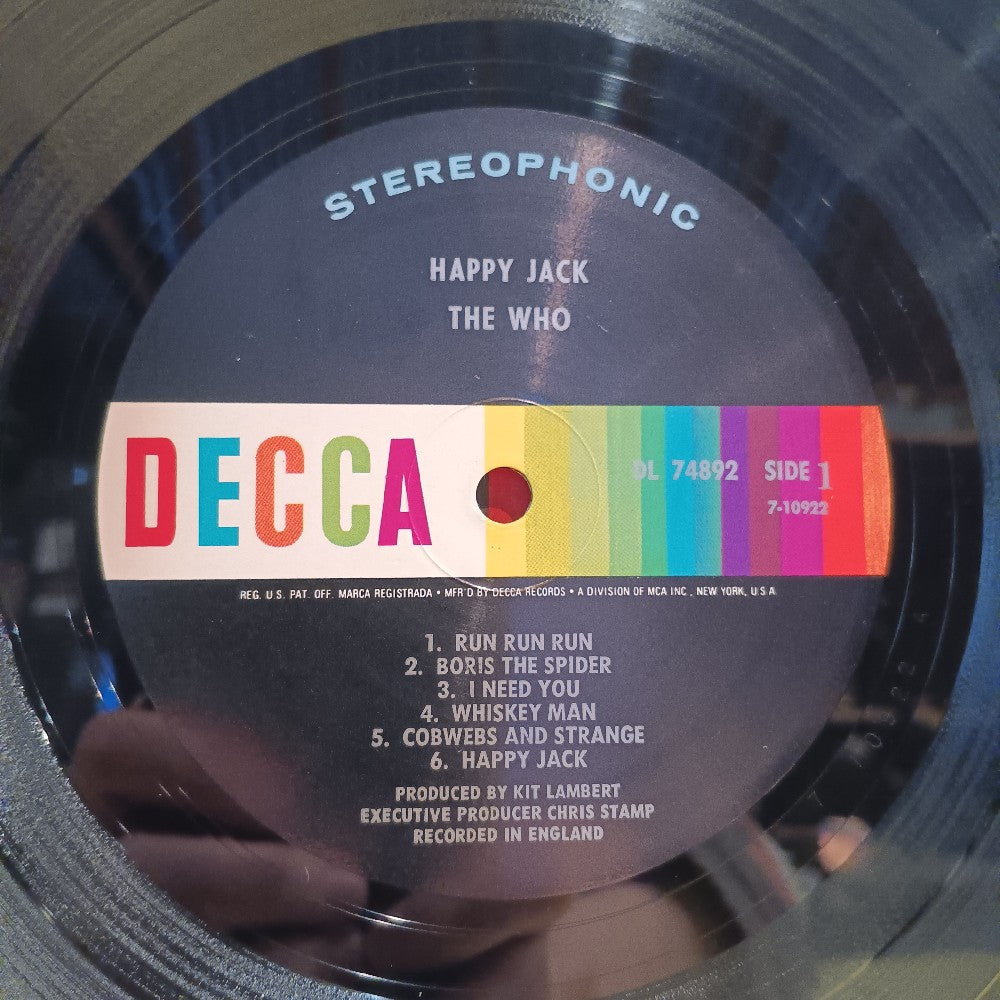 STEREOPHONIC
HAPPY JACK
THE WHO
DECCA
DL 74892 SIDE 1
7-10922
REG. U.S. PAT. OFF. MARCA REGISTRADA • MFR'D BY DECCA RECORDS • A DIVISION OF MCA INC., NEW YORK, U.S.A.
1. RUN RUN RUN
2. BORIS THE SPIDER
3. I NEED YOU
4. WHISKEY MAN
5. COBWEBS AND STRANGE
6. HAPPY JACK
PRODUCED BY KIT LAMBERT
EXECUTIVE PRODUCER CHRIS STAMP
RECORDED IN ENGLAND